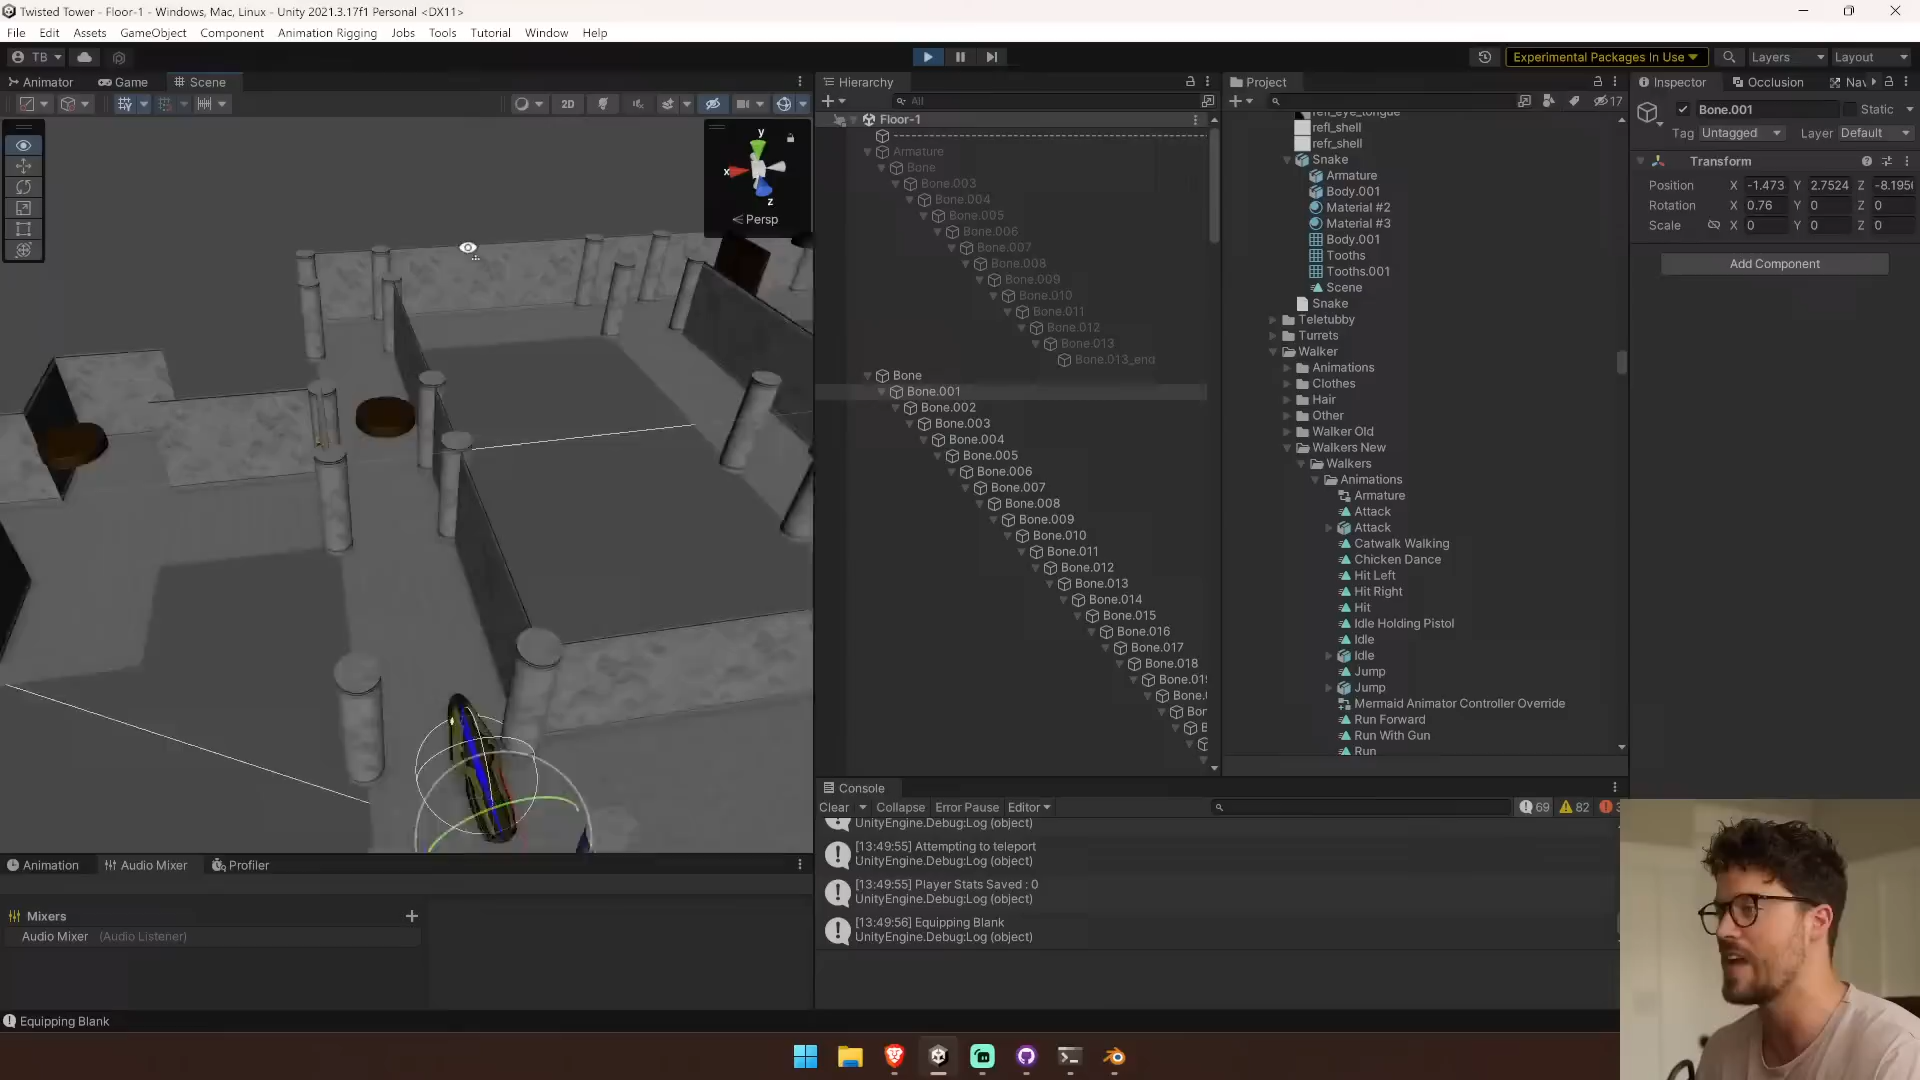 Twisted Tower - Floor-1 - Windows, Mac, Linux - Unity 2021.3.17f1 Personal <DX11>
File Edit Assets GameObject Component Animation Rigging Jobs Tools Tutorial Window Help
TB Experimental Packages In Use Layers Layout
Animator Game Scene
2D
y
x
z
Persp
Hierarchy
All
Floor-1
Armature
Bone
Bone.003
Bone.004
Bone.005
Bone.006
Bone.007
Bone.008
Bone.009
Bone.010
Bone.011
Bone.012
Bone.013
Bone.013_end
Bone
Bone.001
Bone.002
Bone.003
Bone.004
Bone.005
Bone.006
Bone.007
Bone.008
Bone.009
Bone.010
Bone.011
Bone.012
Bone.013
Bone.014
Bone.015
Bone.016
Bone.017
Bone.018
Bone.01
Bone.
Bor
B
Project
17
refl_eye_tongue
refl_shell
refr_shell
Snake
Armature
Body.001
Material #2
Material #3
Body.001
Tooths
Tooths.001
Scene
Snake
Teletubby
Turrets
Walker
Animations
Clothes
Hair
Other
Walker Old
Walkers New
Walkers
Animations
Armature
Attack
Attack
Catwalk Walking
Chicken Dance
Hit Left
Hit Right
Hit
Idle Holding Pistol
Idle
Idle
Jump
Jump
Mermaid Animator Controller Override
Run Forward
Run With Gun
Run
Inspector Occlusion Nav
Bone.001 Static
Tag Untagged Layer Default
Transform
Position X -1.473 Y 2.7524 Z -8.195
Rotation X 0.76 Y 0 Z 0
Scale X 0 Y 0 Z 0
Add Component
Console
Clear Collapse Error Pause Editor 69 82
UnityEngine.Debug:Log (object)
[13:49:55] Attempting to teleport
UnityEngine.Debug:Log (object)
[13:49:55] Player Stats Saved : 0
UnityEngine.Debug:Log (object)
[13:49:56] Equipping Blank
UnityEngine.Debug:Log (object)
Animation Audio Mixer Profiler
Mixers
Audio Mixer (Audio Listener)
Equipping Blank